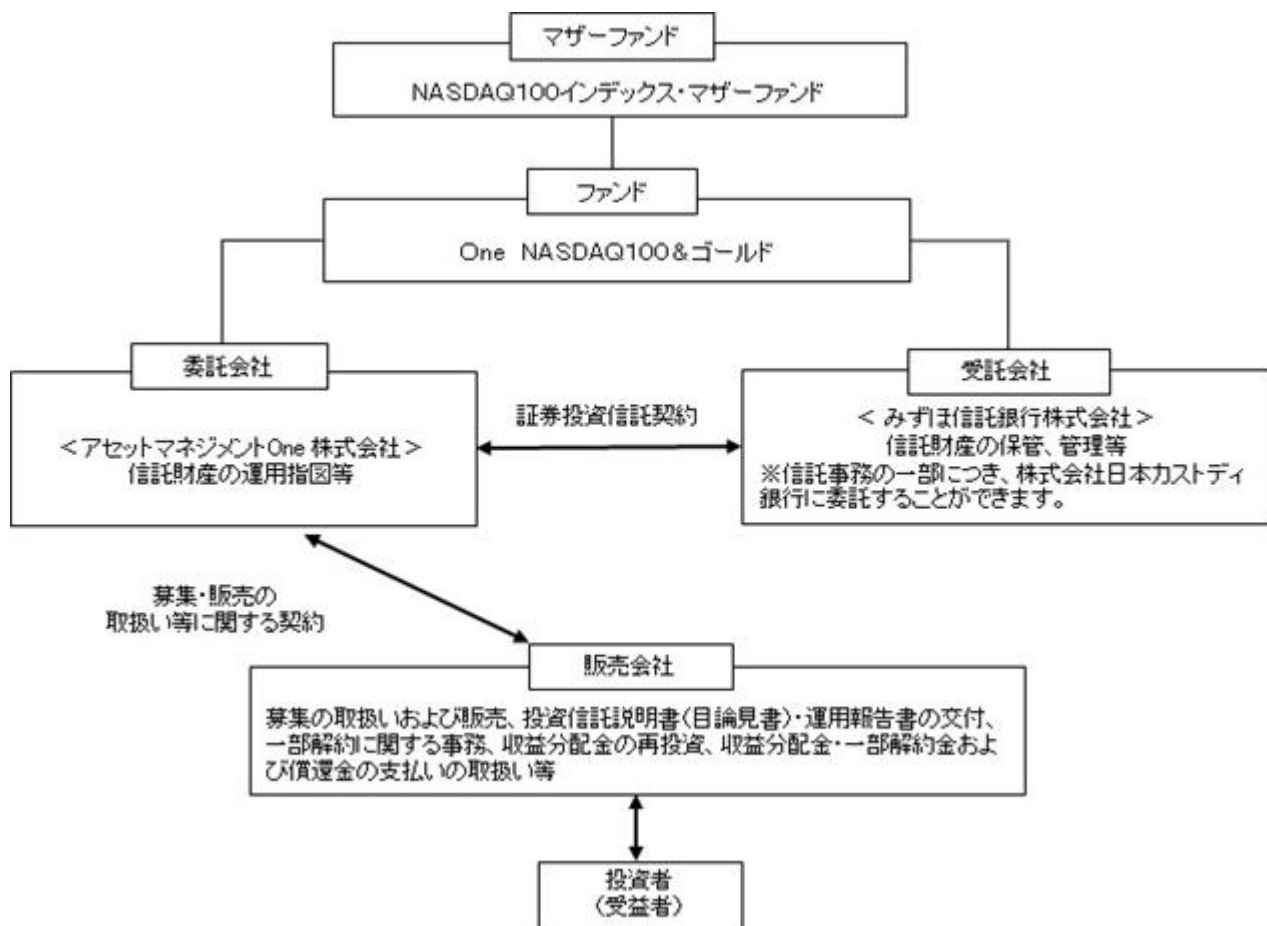 マザーファンド
NASDAQ100インデックス・マザーファンド
ファンド
One NASDAQ100&ゴールド
委託会社
<アセットマネジメントOne 株式会社>
信託財産の運用指図等
証券投資信託契約
受託会社
< みずほ信託銀行株式会社>
信託財産の保管、管理等
※信託事務の一部につき、株式会社日本カストディ
銀行に委託することができます。
募集・販売の
取扱い等に関する契約
販売会社
募集の取扱いおよび販売、投資信託説明書(目論見書)・運用報告書の交付、
一部解約に関する事務、収益分配金の再投資、収益分配金・一部解約金およ
び償還金の支払いの取扱い等
投資者
(受益者)